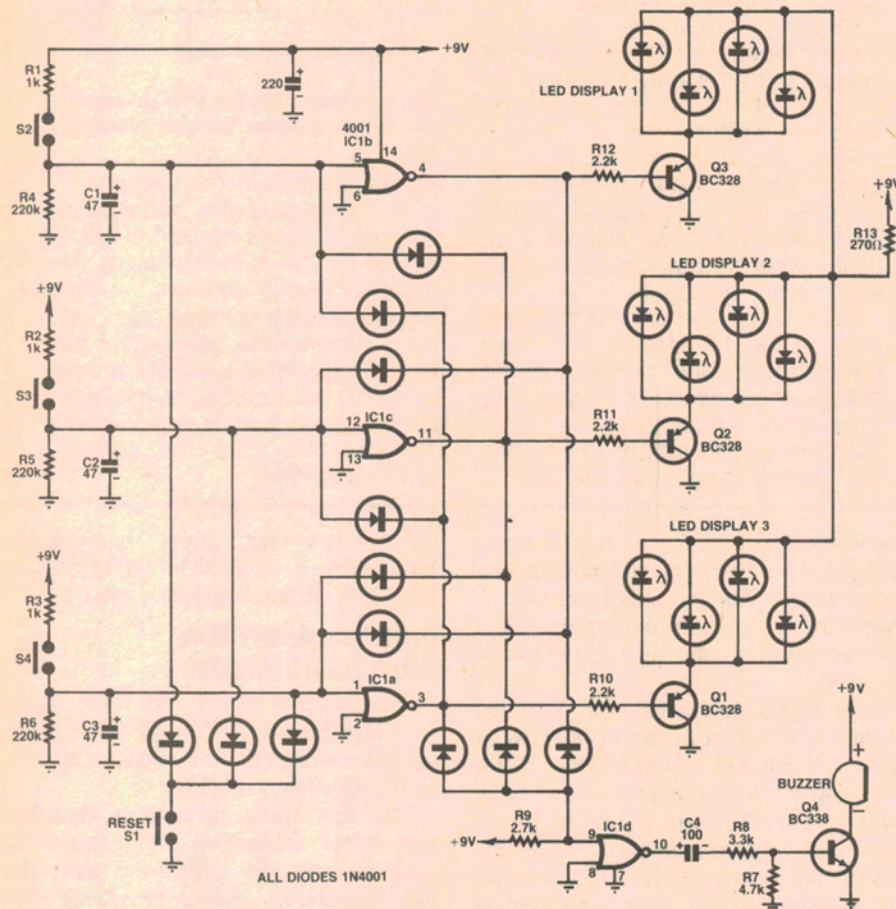 +9V
R1
1k
220
+
−
LED DISPLAY 1
S2
4001
IC1b
14
5
4
6
R12
2.2k
Q3
BC328
R4
220k
C1
47
+
−
+9V
R13
270Ω
LED DISPLAY 2
+9V
R2
1k
S3
IC1c
12
11
13
R11
2.2k
Q2
BC328
R5
220k
C2
47
+
−
LED DISPLAY 3
+9V
R3
1k
S4
IC1a
1
3
2
R10
2.2k
Q1
BC328
R6
220k
C3
47
+
−
+9V
+
BUZZER
−
RESET
S1
R9
2.7k
+9V
IC1d
9
10
8
7
C4
100
+
−
R8
3.3k
Q4
BC338
R7
4.7k
ALL DIODES 1N4001
λ
λ
λ
λ
λ
λ
λ
λ
λ
λ
λ
λ